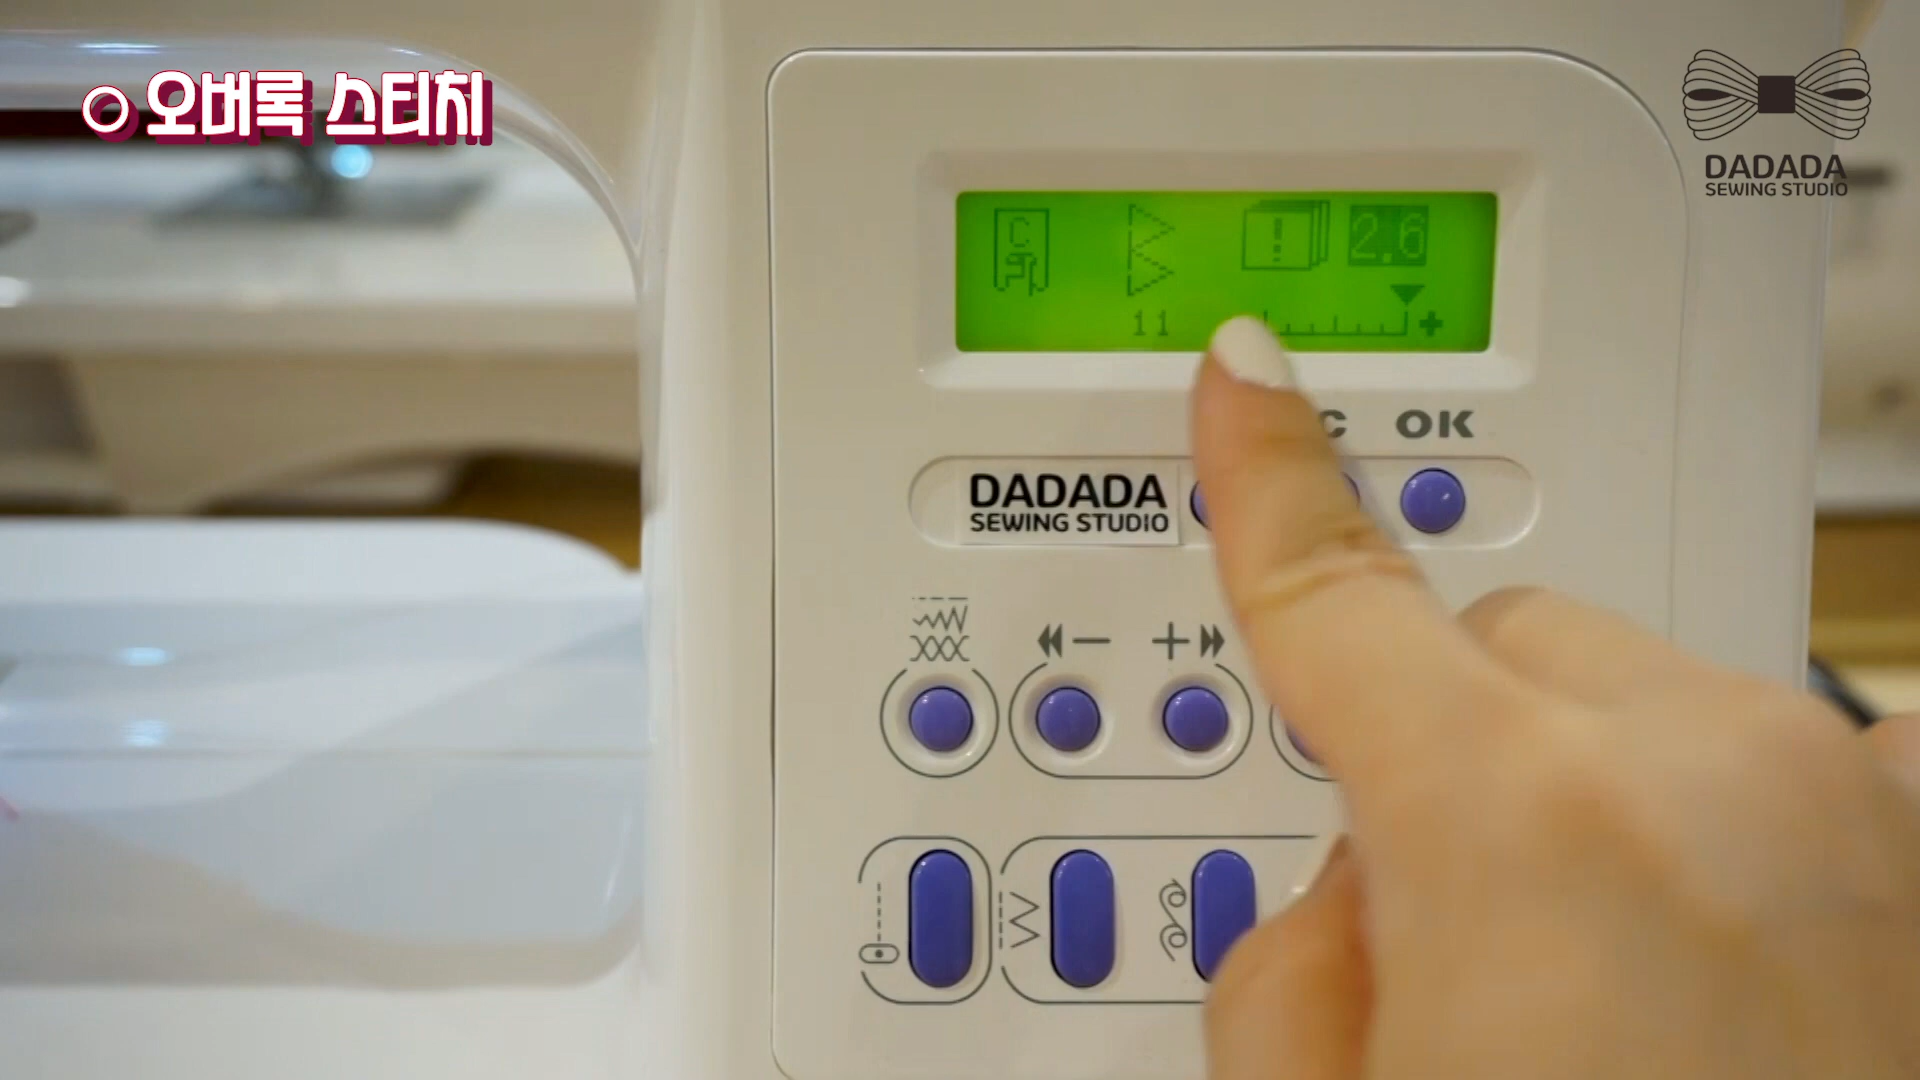 오버록 스티치
DADADA
SEWING STUDIO
C
! 2.6
11 +
C OK
DADADA
SEWING STUDIO